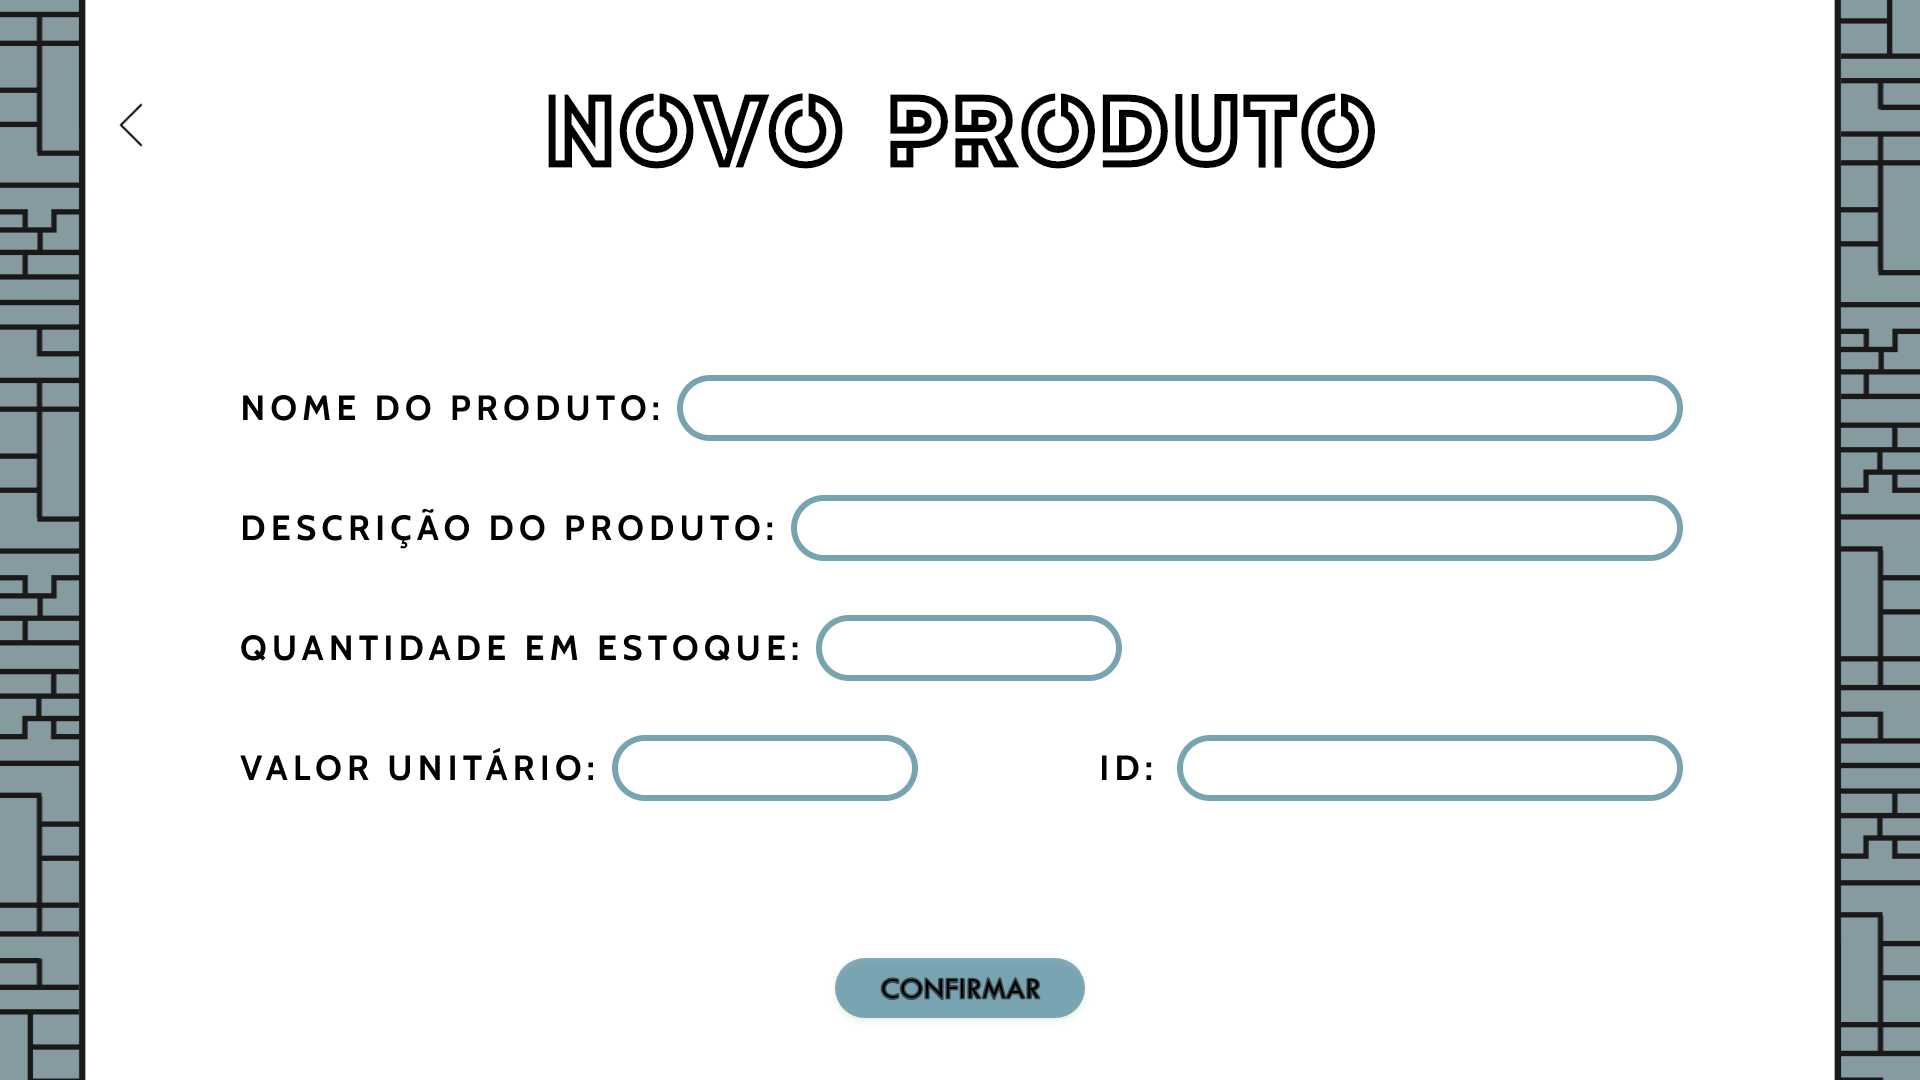 NOVO PRODUTO
NOME DO PRODUTO:
DESCRIÇÃO DO PRODUTO:
QUANTIDADE EM ESTOQUE:
VALOR UNITÁRIO: ID:
CONFIRMAR